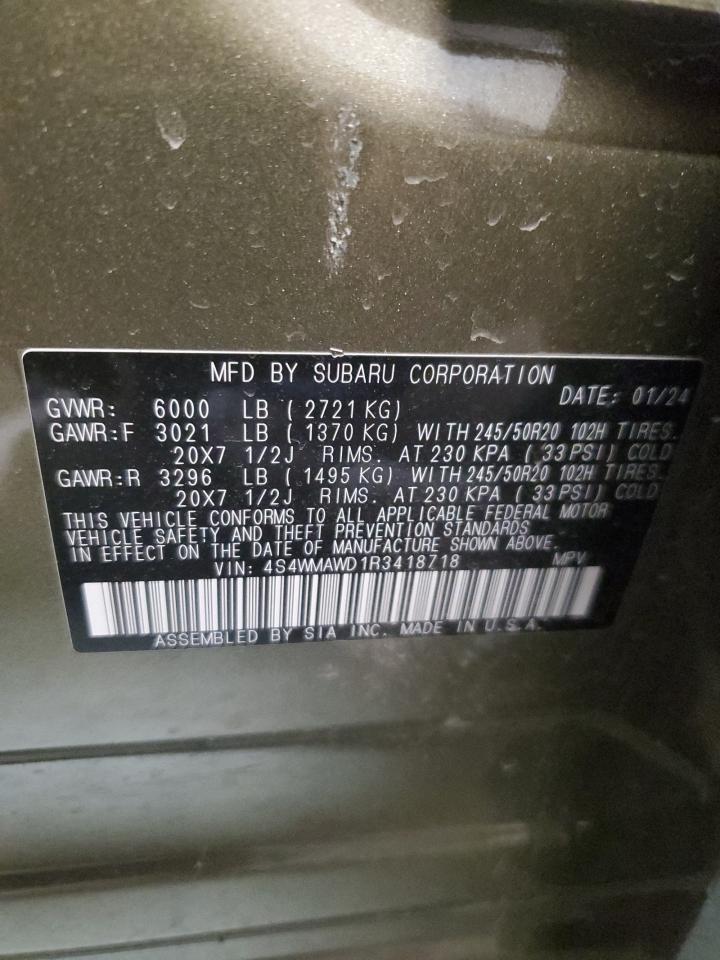 MFD BY SUBARU CORPORATION
DATE: 01/24
GVWR: 6000 LB ( 2721 KG)
GAWR:F 3021 LB ( 1370 KG) WITH 245/50R20 102H TIRES.
20X7 1/2J RIMS. AT 230 KPA ( 33 PSI) COLD
GAWR:R 3296 LB ( 1495 KG) WITH 245/50R20 102H TIRES.
20X7 1/2J RIMS. AT 230 KPA ( 33 PSI) COLD
THIS VEHICLE CONFORMS TO ALL APPLICABLE FEDERAL MOTOR
VEHICLE SAFETY AND THEFT PREVENTION STANDARDS
IN EFFECT ON THE DATE OF MANUFACTURE SHOWN ABOVE.
VIN: 4S4WMAWD1R3418718 MPV
ASSEMBLED BY SIA INC. MADE IN U.S.A.